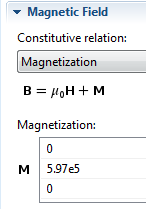 Magnetic Field
Constitutive relation:
Magnetization
B = μ₀H + M
Magnetization:
0
M 5.97e5
0